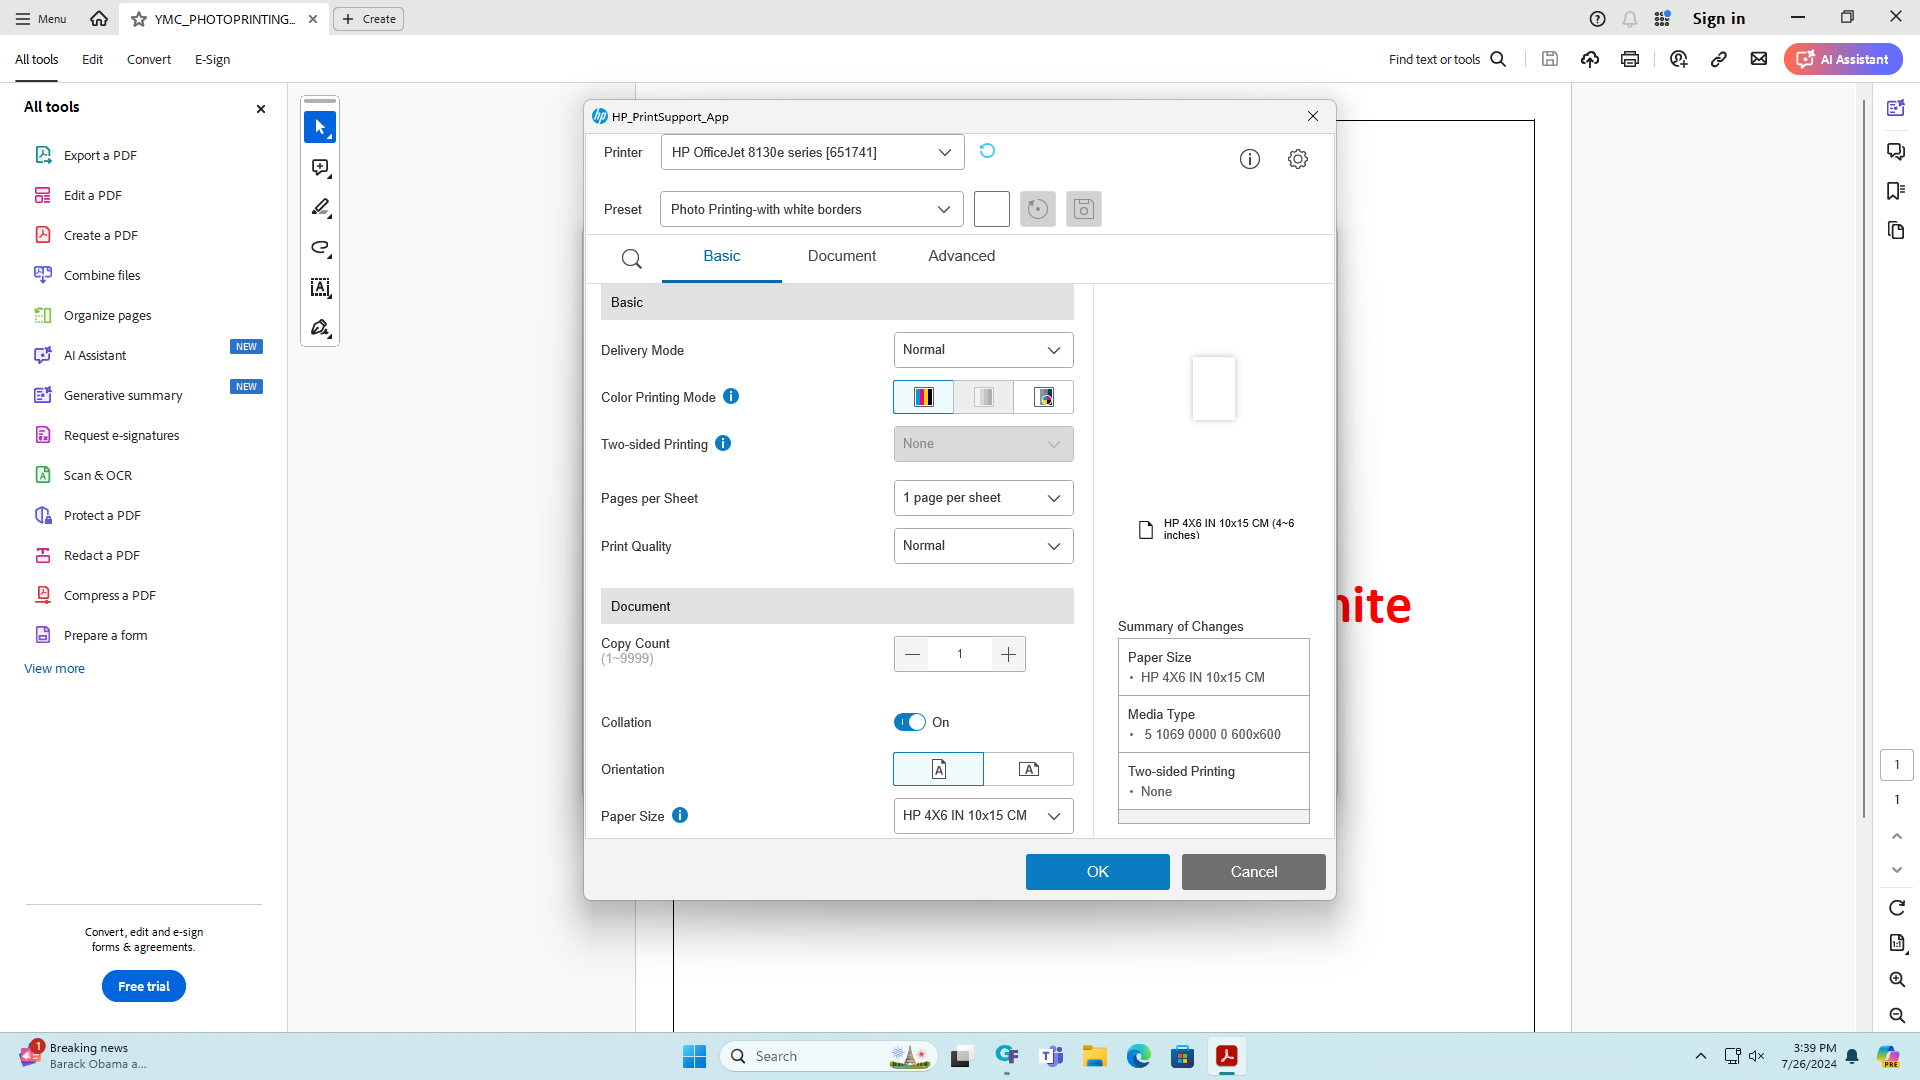 Menu
YMC_PHOTOPRINTING...
Create
Sign in
All tools
Edit
Convert
E-Sign
Find text or tools
AI Assistant
All tools
Export a PDF
Edit a PDF
Create a PDF
Combine files
Organize pages
AI Assistant
NEW
Generative summary
NEW
Request e-signatures
Scan & OCR
Protect a PDF
Redact a PDF
Compress a PDF
Prepare a form
View more
Convert, edit and e-sign
forms & agreements.
Free trial
HP_PrintSupport_App
Printer
HP OfficeJet 8130e series [651741]
Preset
Photo Printing-with white borders
Basic
Document
Advanced
Basic
Delivery Mode
Normal
Color Printing Mode
Two-sided Printing
None
Pages per Sheet
1 page per sheet
Print Quality
Normal
Document
Copy Count
(1~9999)
1
Collation
On
Orientation
Paper Size
HP 4X6 IN 10x15 CM
HP 4X6 IN 10x15 CM (4~6
inches)
Summary of Changes
Paper Size
• HP 4X6 IN 10x15 CM
Media Type
• 5 1069 0000 0 600x600
Two-sided Printing
• None
OK
Cancel
hite
1
1
Breaking news
Barack Obama a...
1
Search
3:39 PM
7/26/2024
PRE